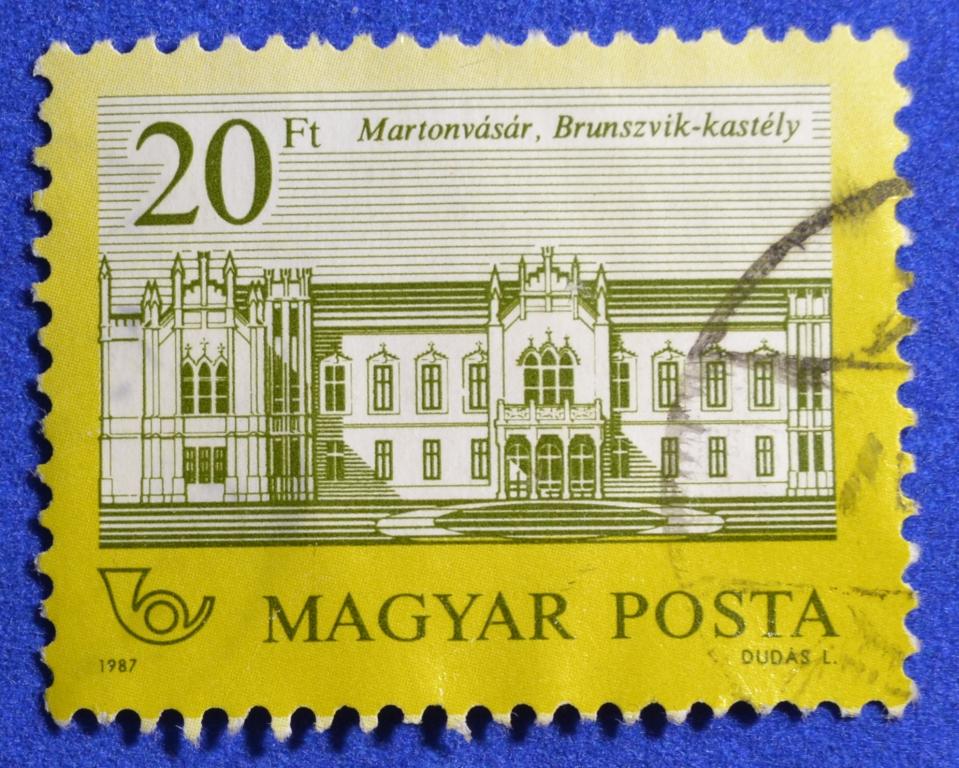 20 Ft Martonvásár, Brunszvik-kastély
MAGYAR POSTA
1987 DUDÁS L.